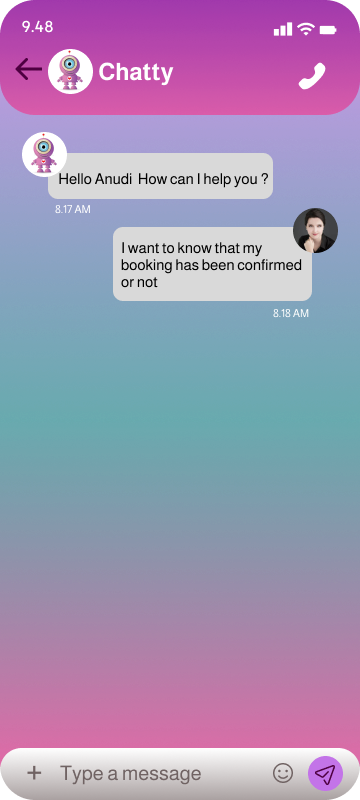 9.48
Chatty
Hello Anudi  How can I help you ?
8.17 AM
I want to know that my
booking has been confirmed
or not
8.18 AM
Type a message